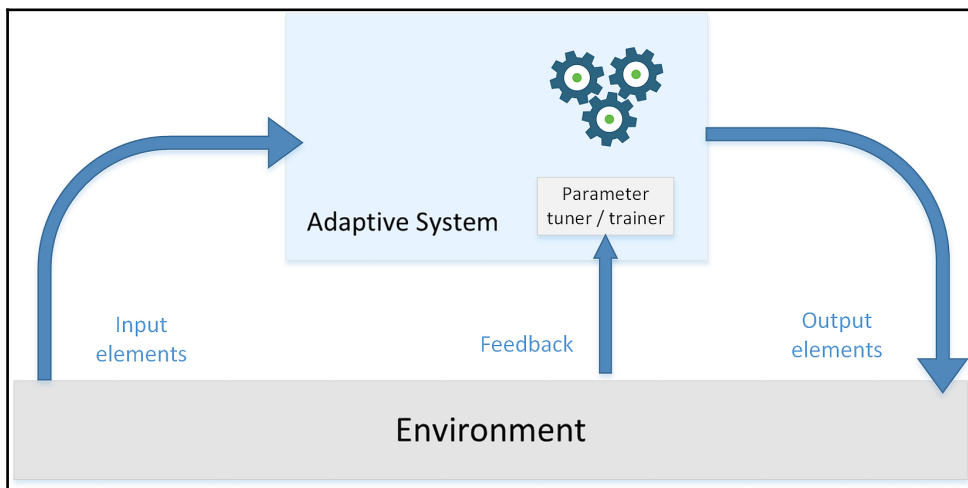 Parameter
tuner / trainer
Adaptive System
Input
elements
Feedback
Output
elements
Environment